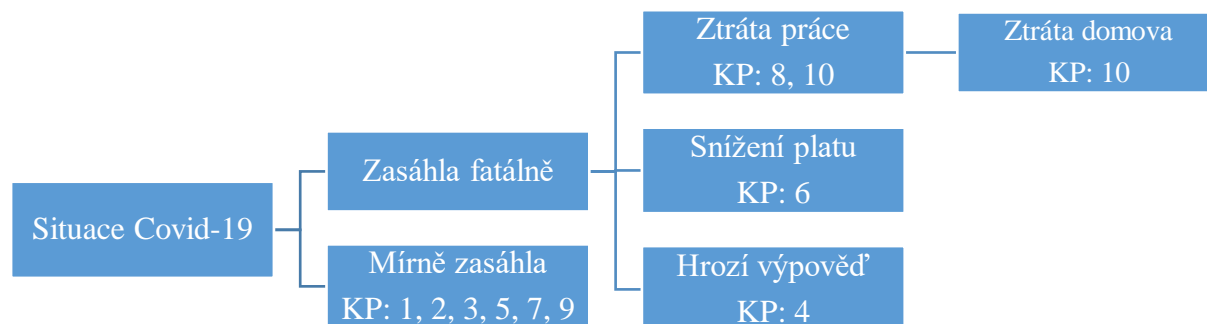 Situace Covid-19
Zasáhla fatálně
Ztráta práce
KP: 8, 10
Ztráta domova
KP: 10
Snížení platu
KP: 6
Hrozí výpověď
KP: 4
Mírně zasáhla
KP: 1, 2, 3, 5, 7, 9